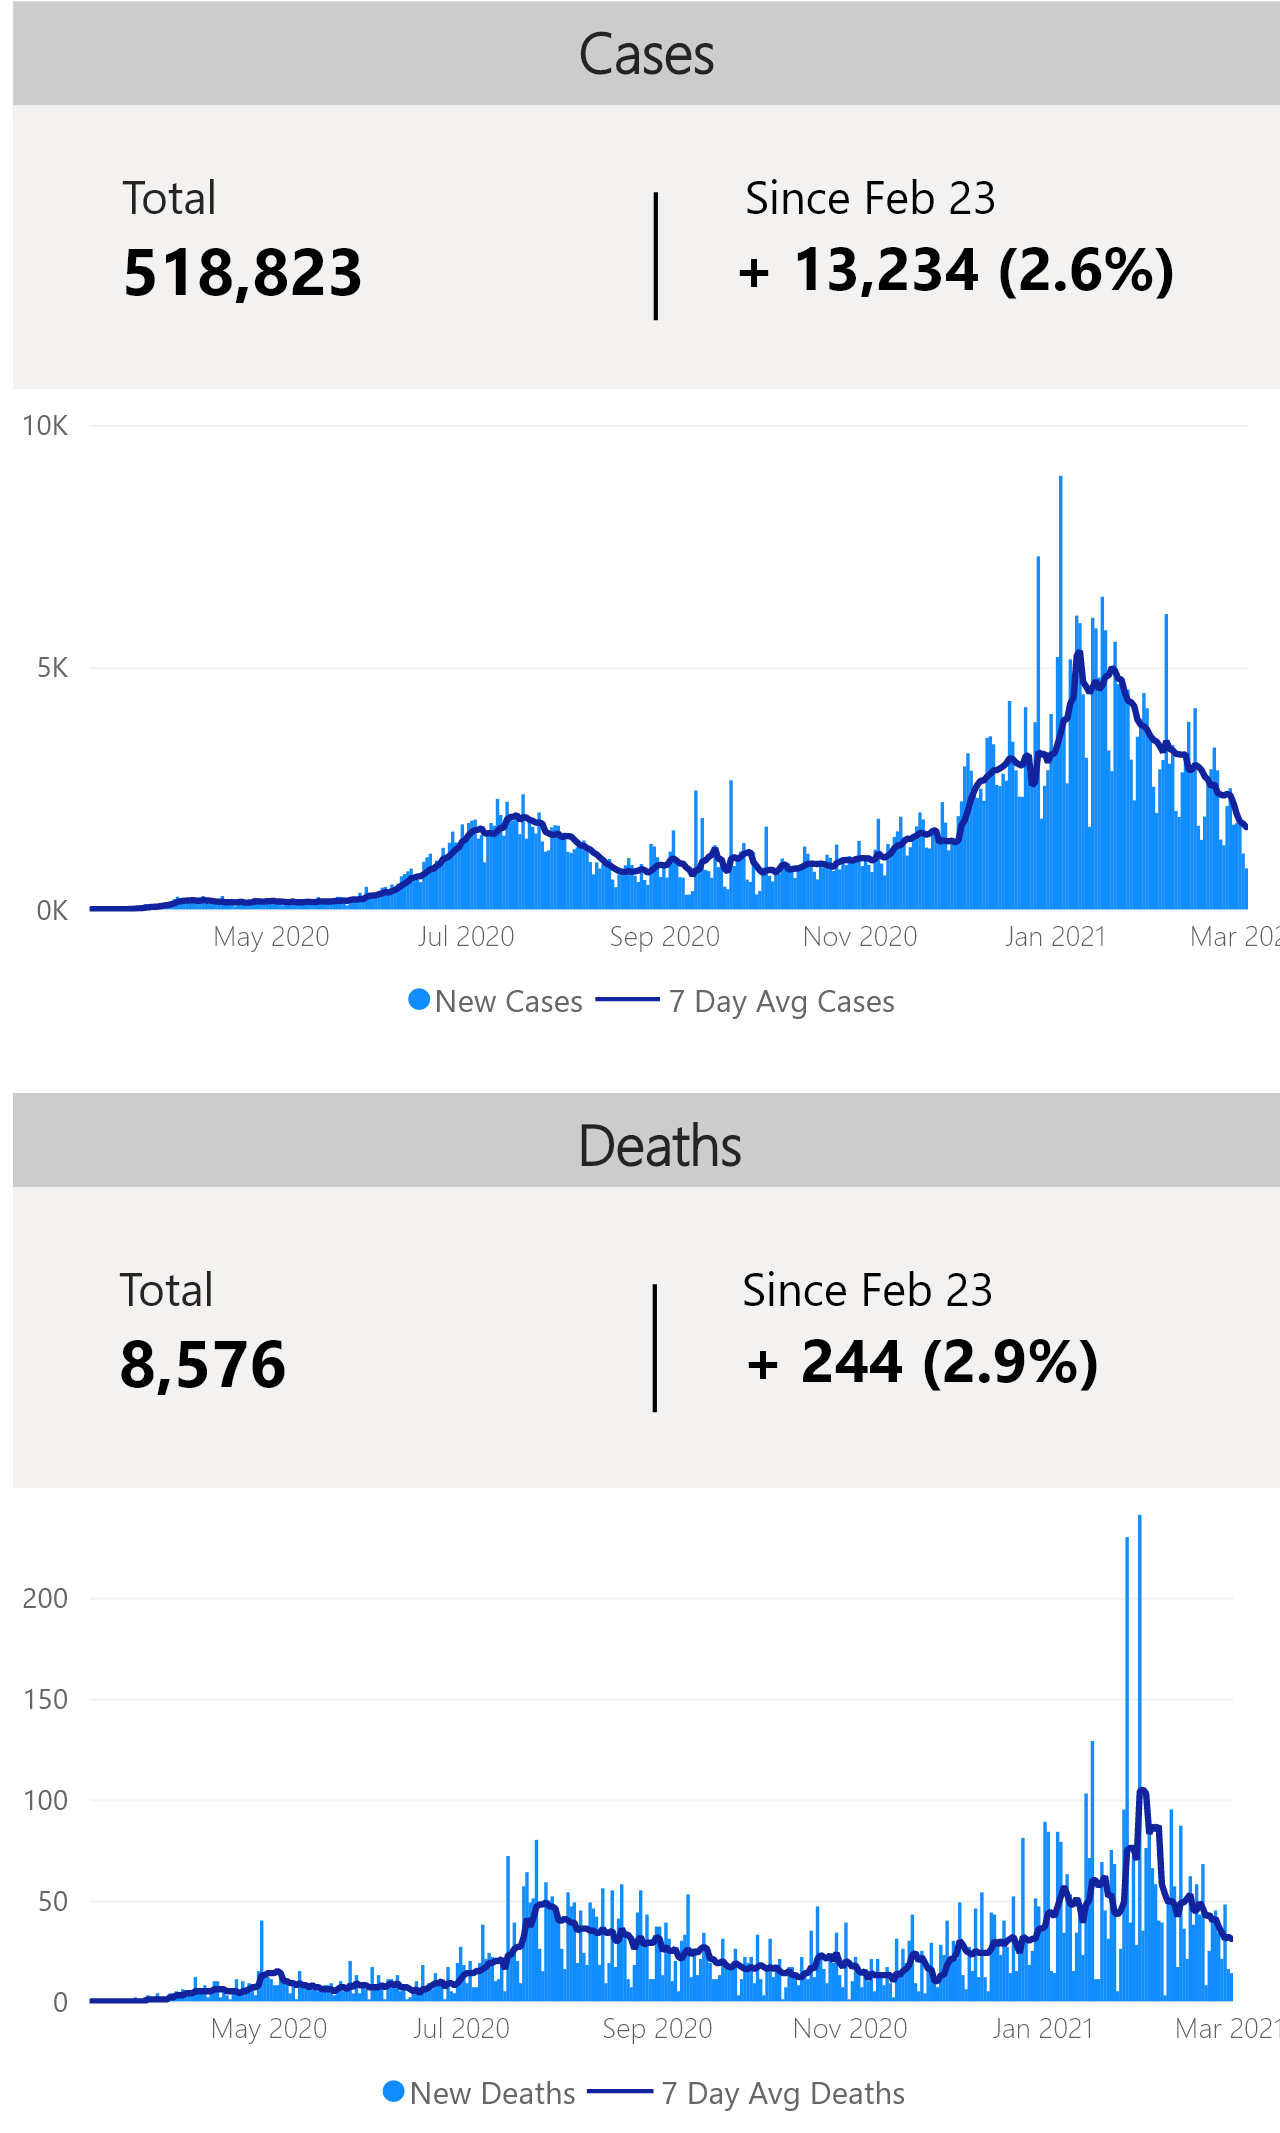 Cases
Total
Since Feb 23
518,823
+ 13,234 (2.6%)
10K
5K
0K
May 2020
Jul 2020
Sep 2020
Nov 2020
Jan 2021
Mar 202
New Cases
7 Day Avg Cases
Deaths
Total
Since Feb 23
8,576
+ 244 (2.9%)
200
150
100
50
0
May 2020
Jul 2020
Sep 2020
Nov 2020
Jan 2021
Mar 2021
New Deaths
7 Day Avg Deaths